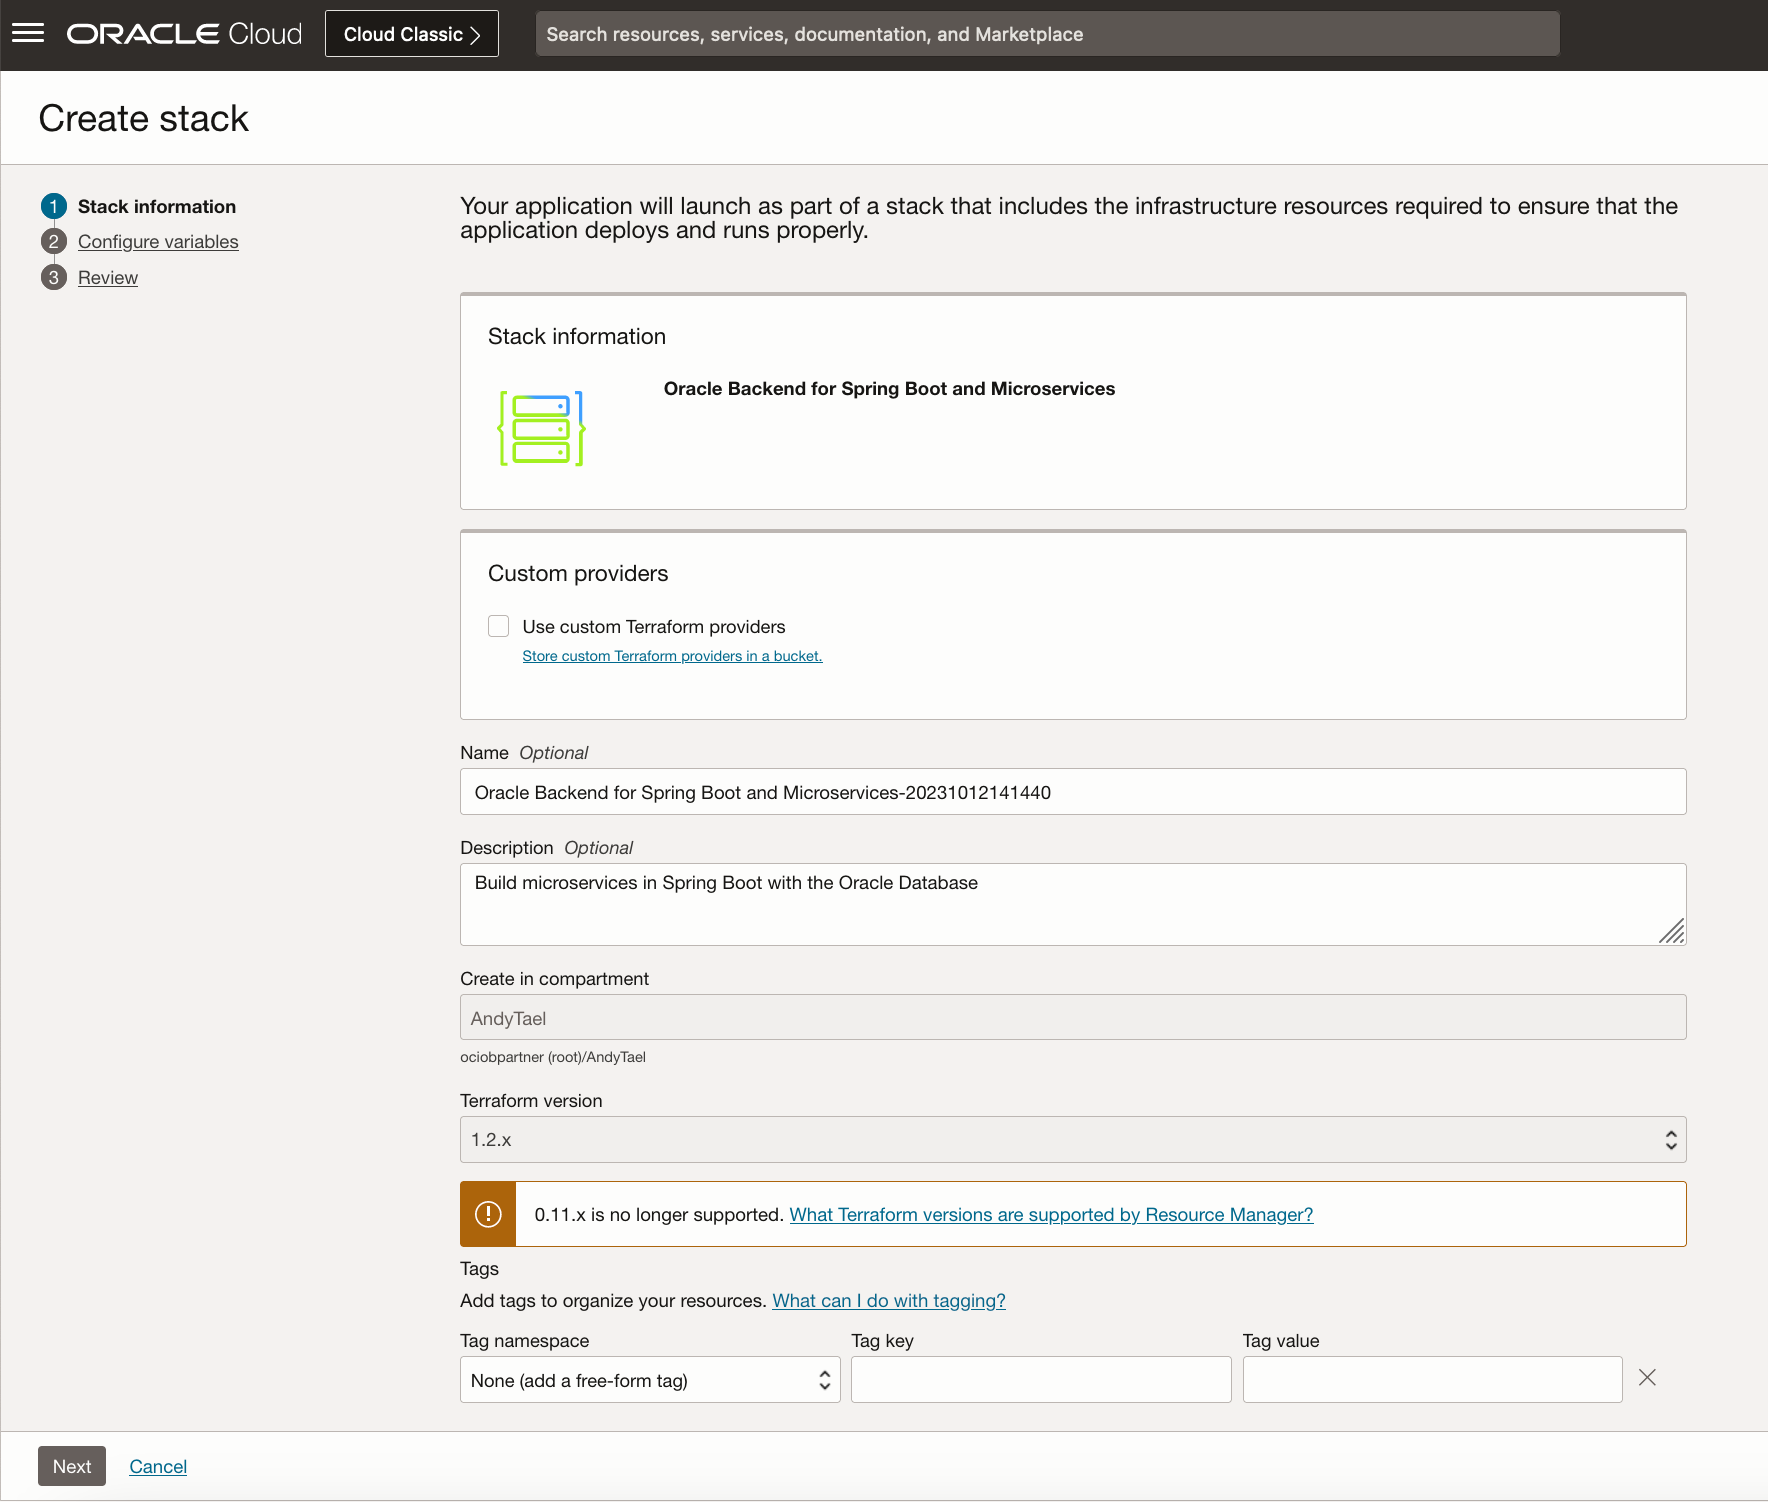 ORACLE Cloud
Cloud Classic
Search resources, services, documentation, and Marketplace
Create stack
1 Stack information
2 Configure variables
3 Review
Your application will launch as part of a stack that includes the infrastructure resources required to ensure that the
application deploys and runs properly.
Stack information
Oracle Backend for Spring Boot and Microservices
Custom providers
Use custom Terraform providers
Store custom Terraform providers in a bucket.
Name Optional
Oracle Backend for Spring Boot and Microservices-20231012141440
Description Optional
Build microservices in Spring Boot with the Oracle Database
Create in compartment
AndyTael
ociobpartner (root)/AndyTael
Terraform version
1.2.x
0.11.x is no longer supported. What Terraform versions are supported by Resource Manager?
Tags
Add tags to organize your resources. What can I do with tagging?
Tag namespace Tag key Tag value
None (add a free-form tag)
Next Cancel